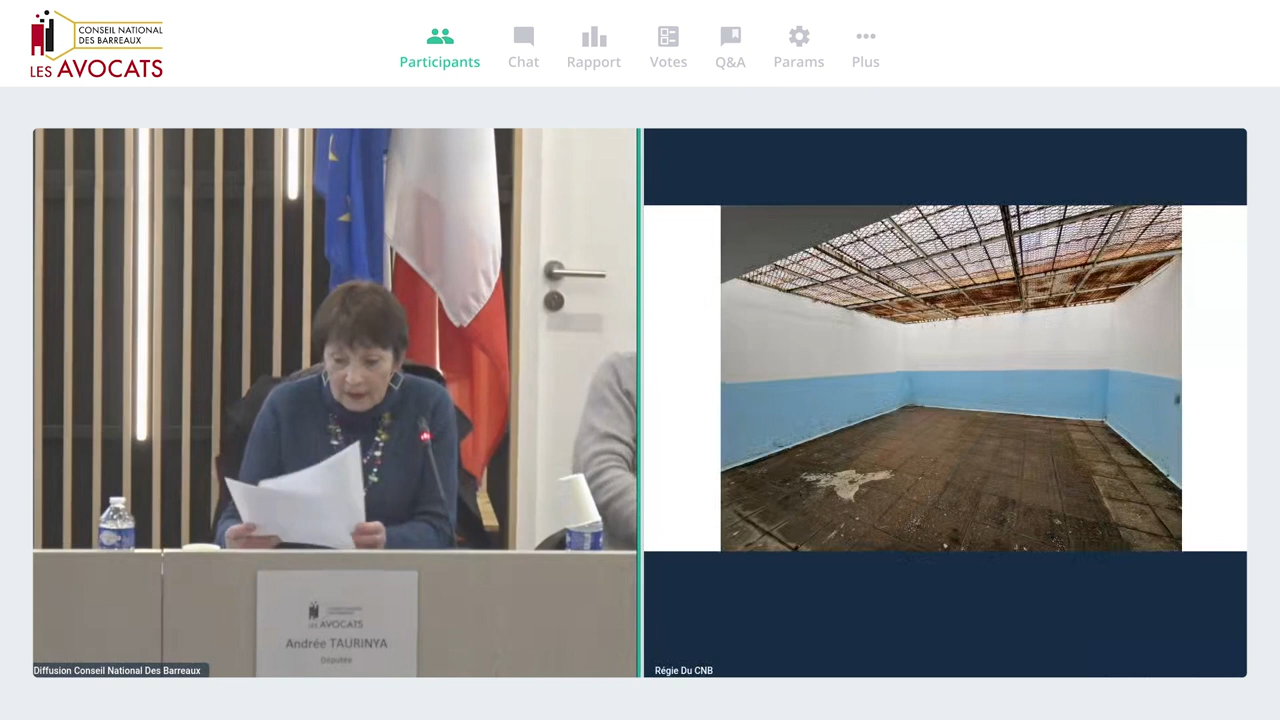 CONSEIL NATIONAL
DES BARREAUX
LES AVOCATS
Participants
Chat
Rapport
Votes
Q&A
Params
Plus
LES AVOCATS
Andrée TAURINYA
Députée
Diffusion Conseil National Des Barreaux
Régie Du CNB